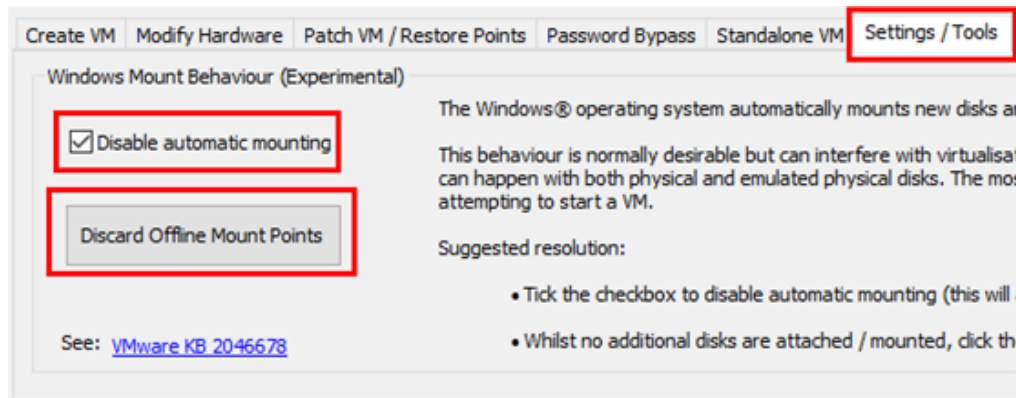 Create VM Modify Hardware Patch VM / Restore Points Password Bypass Standalone VM Settings / Tools
Windows Mount Behaviour (Experimental)
Disable automatic mounting
Discard Offline Mount Points
See: VMware KB 2046678
The Windows® operating system automatically mounts new disks
This behaviour is normally desirable but can interfere with
can happen with both physical and emulated physical disks. The
attempting to start a VM.
Suggested resolution:
• Tick the checkbox to disable automatic mounting (this will
• Whilst no additional disks are attached / mounted, click